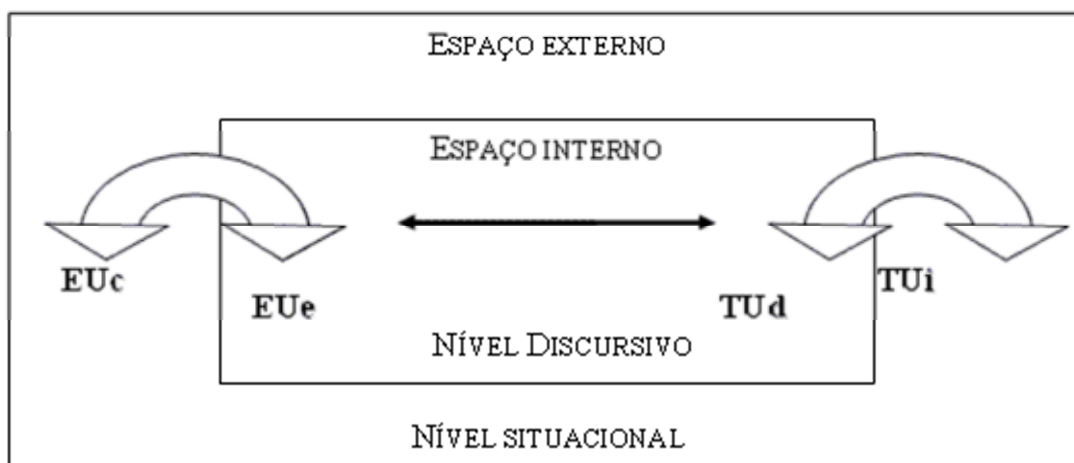 ESPAÇO EXTERNO
ESPAÇO INTERNO
EUc
EUe
TUd
TUi
NÍVEL DISCURSIVO
NÍVEL SITUACIONAL